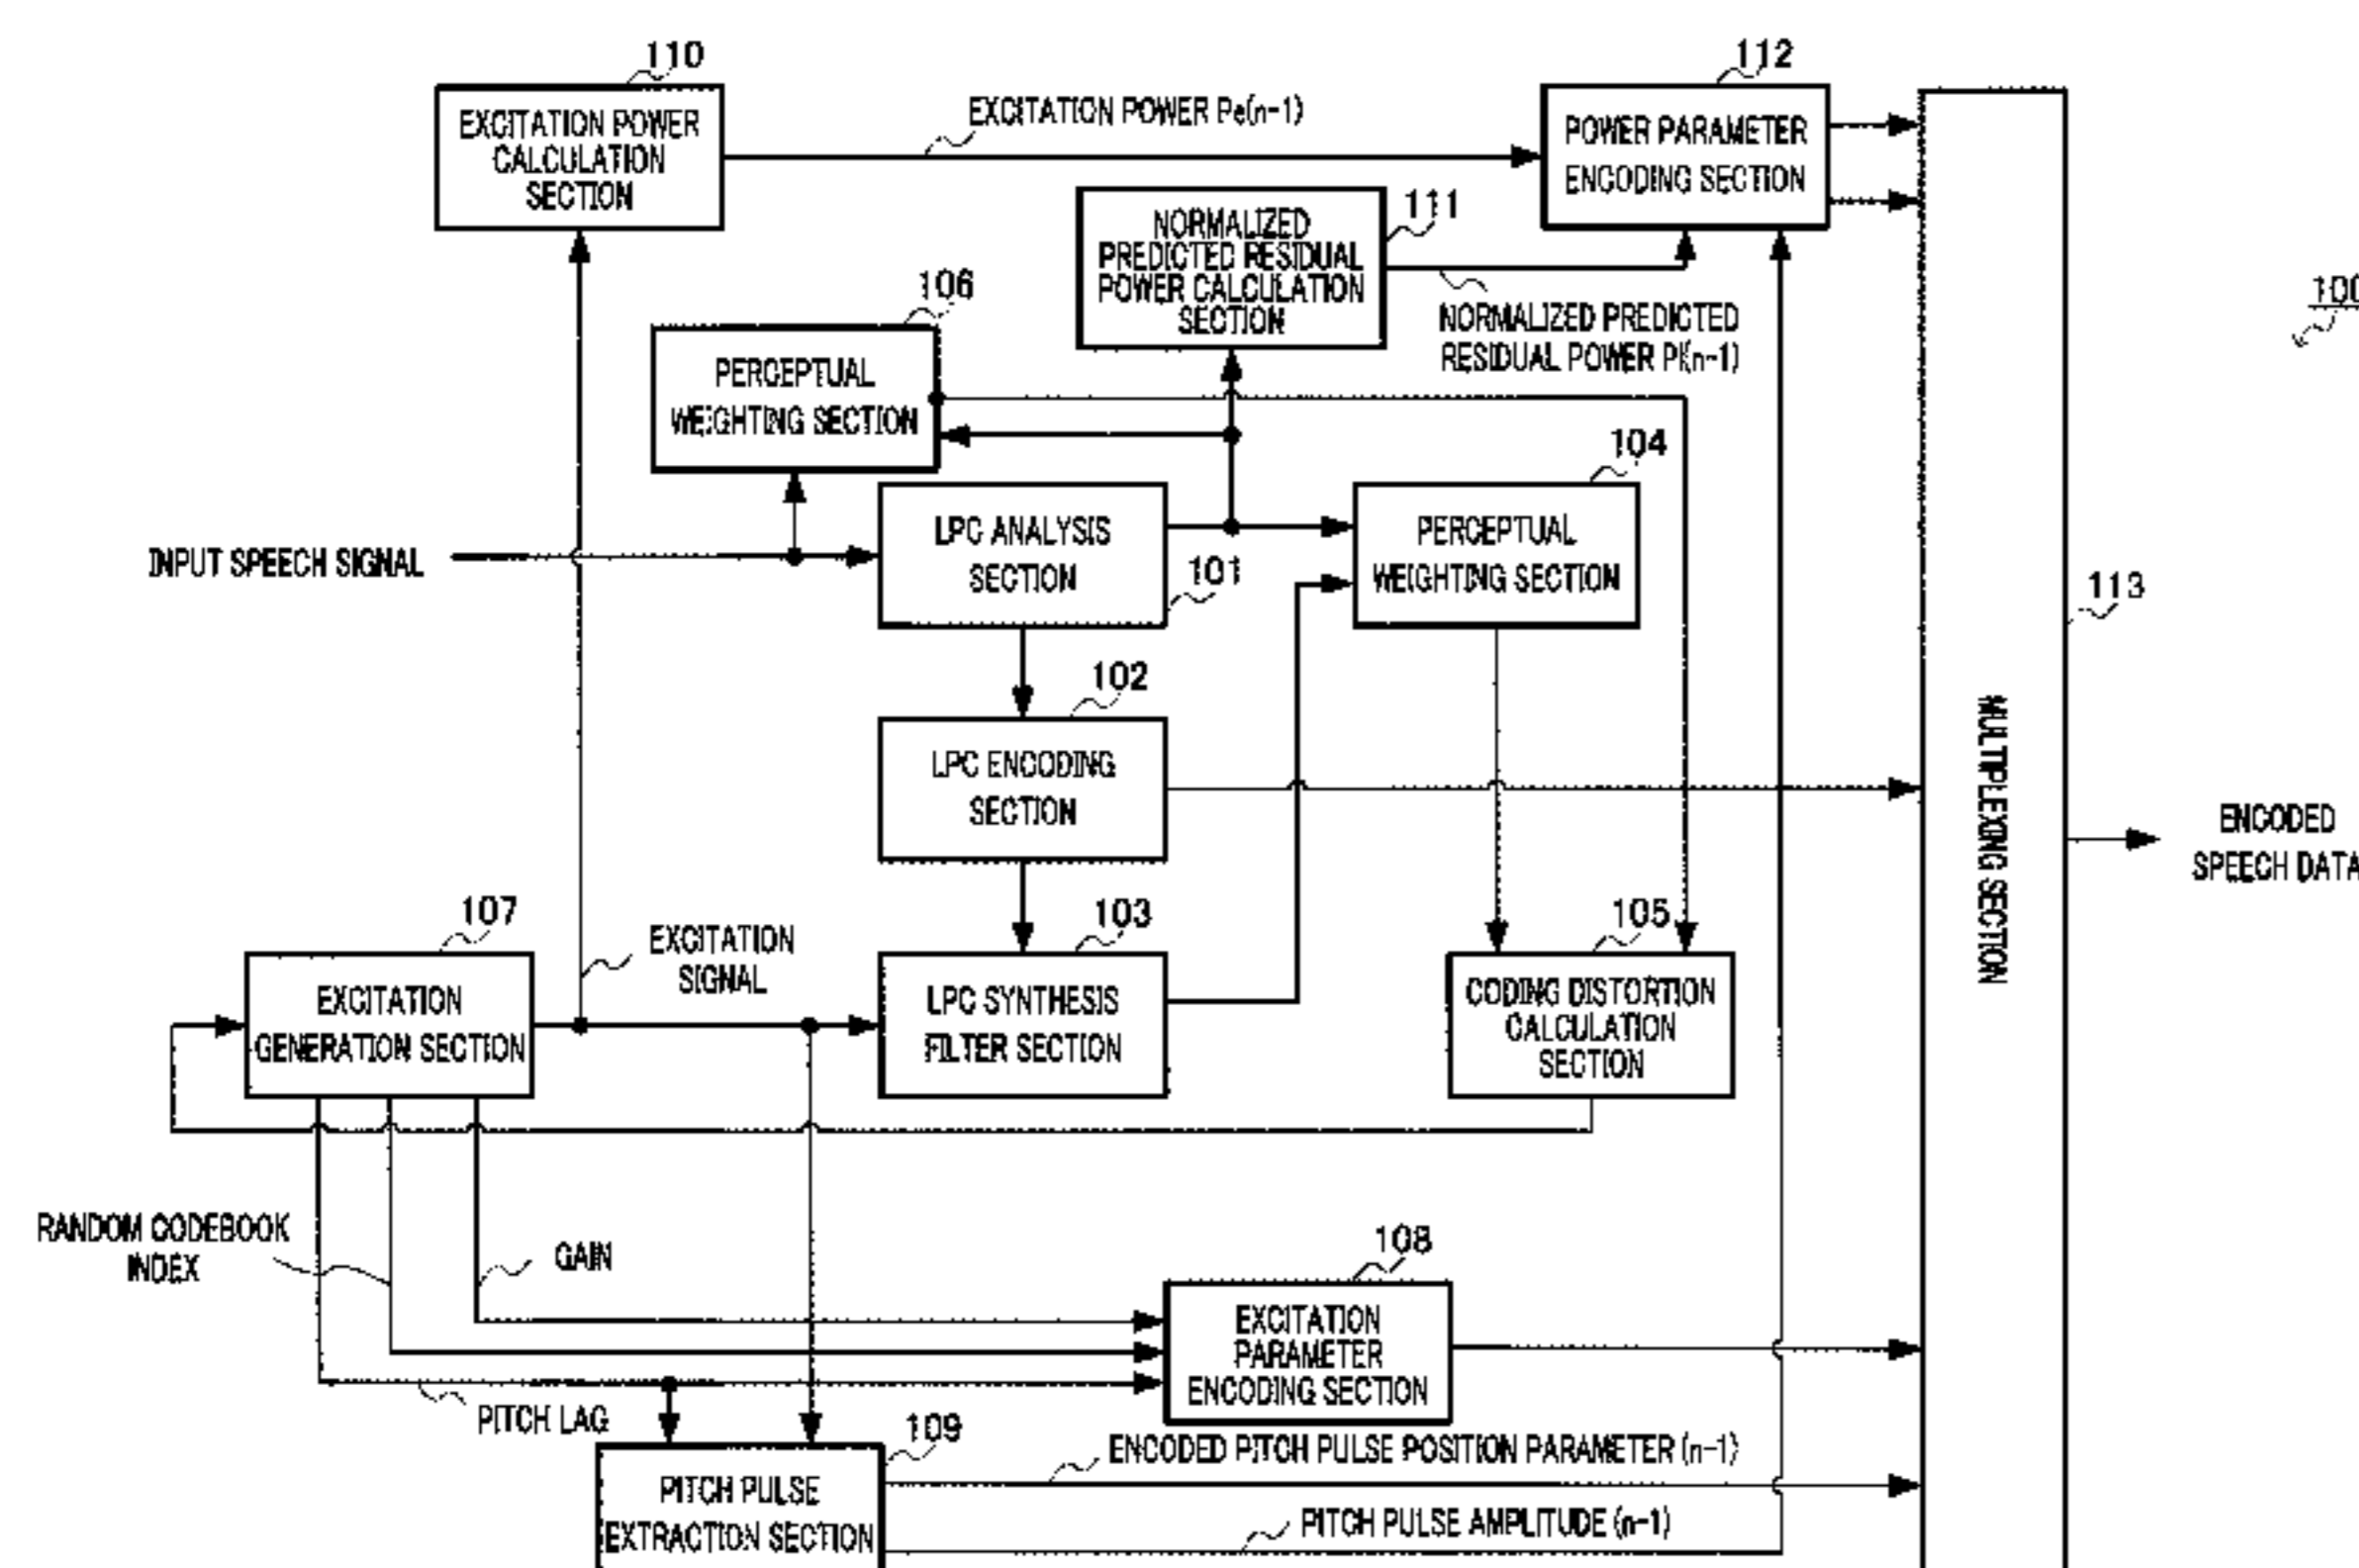 110
EXCITATION POWER
CALCULATION
SECTION
EXCITATION POWER Pe(n-1)
112
POWER PARAMETER
ENCODING SECTION
111
NORMALIZED
PREDICTED RESIDUAL
POWER CALCULATION
SECTION
NORMALIZED PREDICTED
RESIDUAL POWER Pl(n-1)
100
106
PERCEPTUAL
WEIGHTING SECTION
104
PERCEPTUAL
WEIGHTING SECTION
INPUT SPEECH SIGNAL
LPC ANALYSIS
SECTION
101
113
MULTIPLEXING SECTION
102
LPC ENCODING
SECTION
ENCODED
SPEECH DATA
107
EXCITATION
GENERATION SECTION
EXCITATION
SIGNAL
103
LPC SYNTHESIS
FILTER SECTION
105
CODING DISTORTION
CALCULATION
SECTION
RANDOM CODEBOOK
INDEX
GAIN
108
EXCITATION
PARAMETER
ENCODING SECTION
PITCH LAG
109
PITCH PULSE
EXTRACTION SECTION
ENCODED PITCH PULSE POSITION PARAMETER (n-1)
PITCH PULSE AMPLITUDE (n-1)